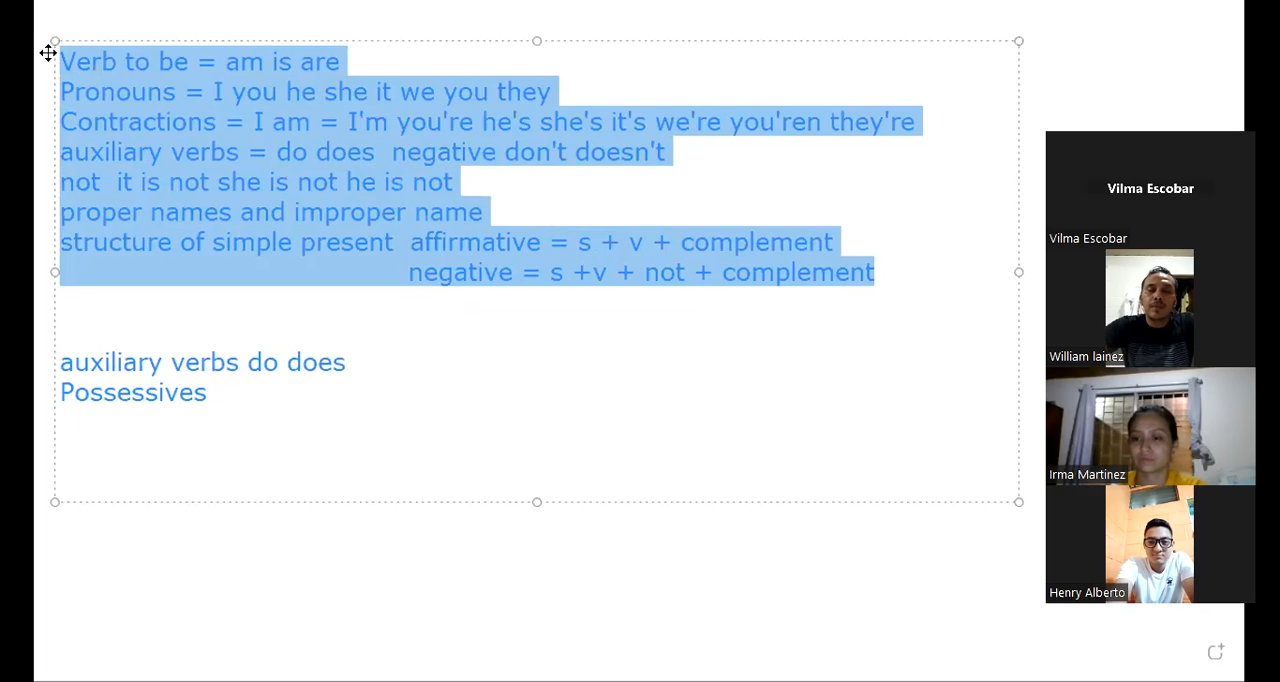 Verb to be = am is are
Pronouns = I you he she it we you they
Contractions = I am = I'm you're he's she's it's we're you'ren they're
auxiliary verbs = do does  negative don't doesn't
not  it is not she is not he is not
proper names and improper name
structure of simple present  affirmative = s + v + complement
negative = s +v + not + complement
auxiliary verbs do does
Possessives
Vilma Escobar
Vilma Escobar
William lainez
Irma Martinez
Henry Alberto